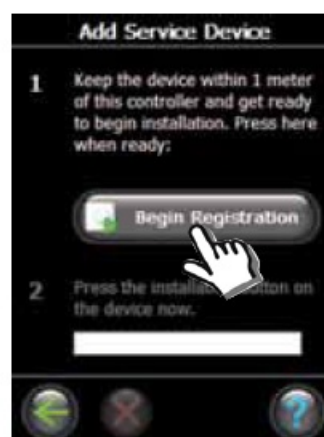 Add Service Device
1
Keep the device within 1 meter
of this controller and get ready
to begin installation. Press here
when ready:
Begin Registration
2
Press the installation button on
the device now.
?